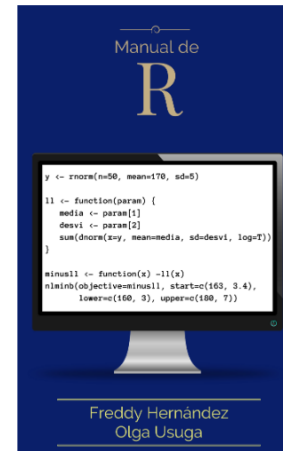 Manual de
R
y <- rnorm(n=50, mean=170, sd=5)
ll <- function(param) {
media <- param[1]
desvi <- param[2]
sum(dnorm(x=y, mean=media, sd=desvi, log=T))
}
minusll <- function(x) -ll(x)
nlminb(objective=minusll, start=c(163, 3.4),
lower=c(160, 3), upper=c(180, 7))
Freddy Hernández
Olga Usuga